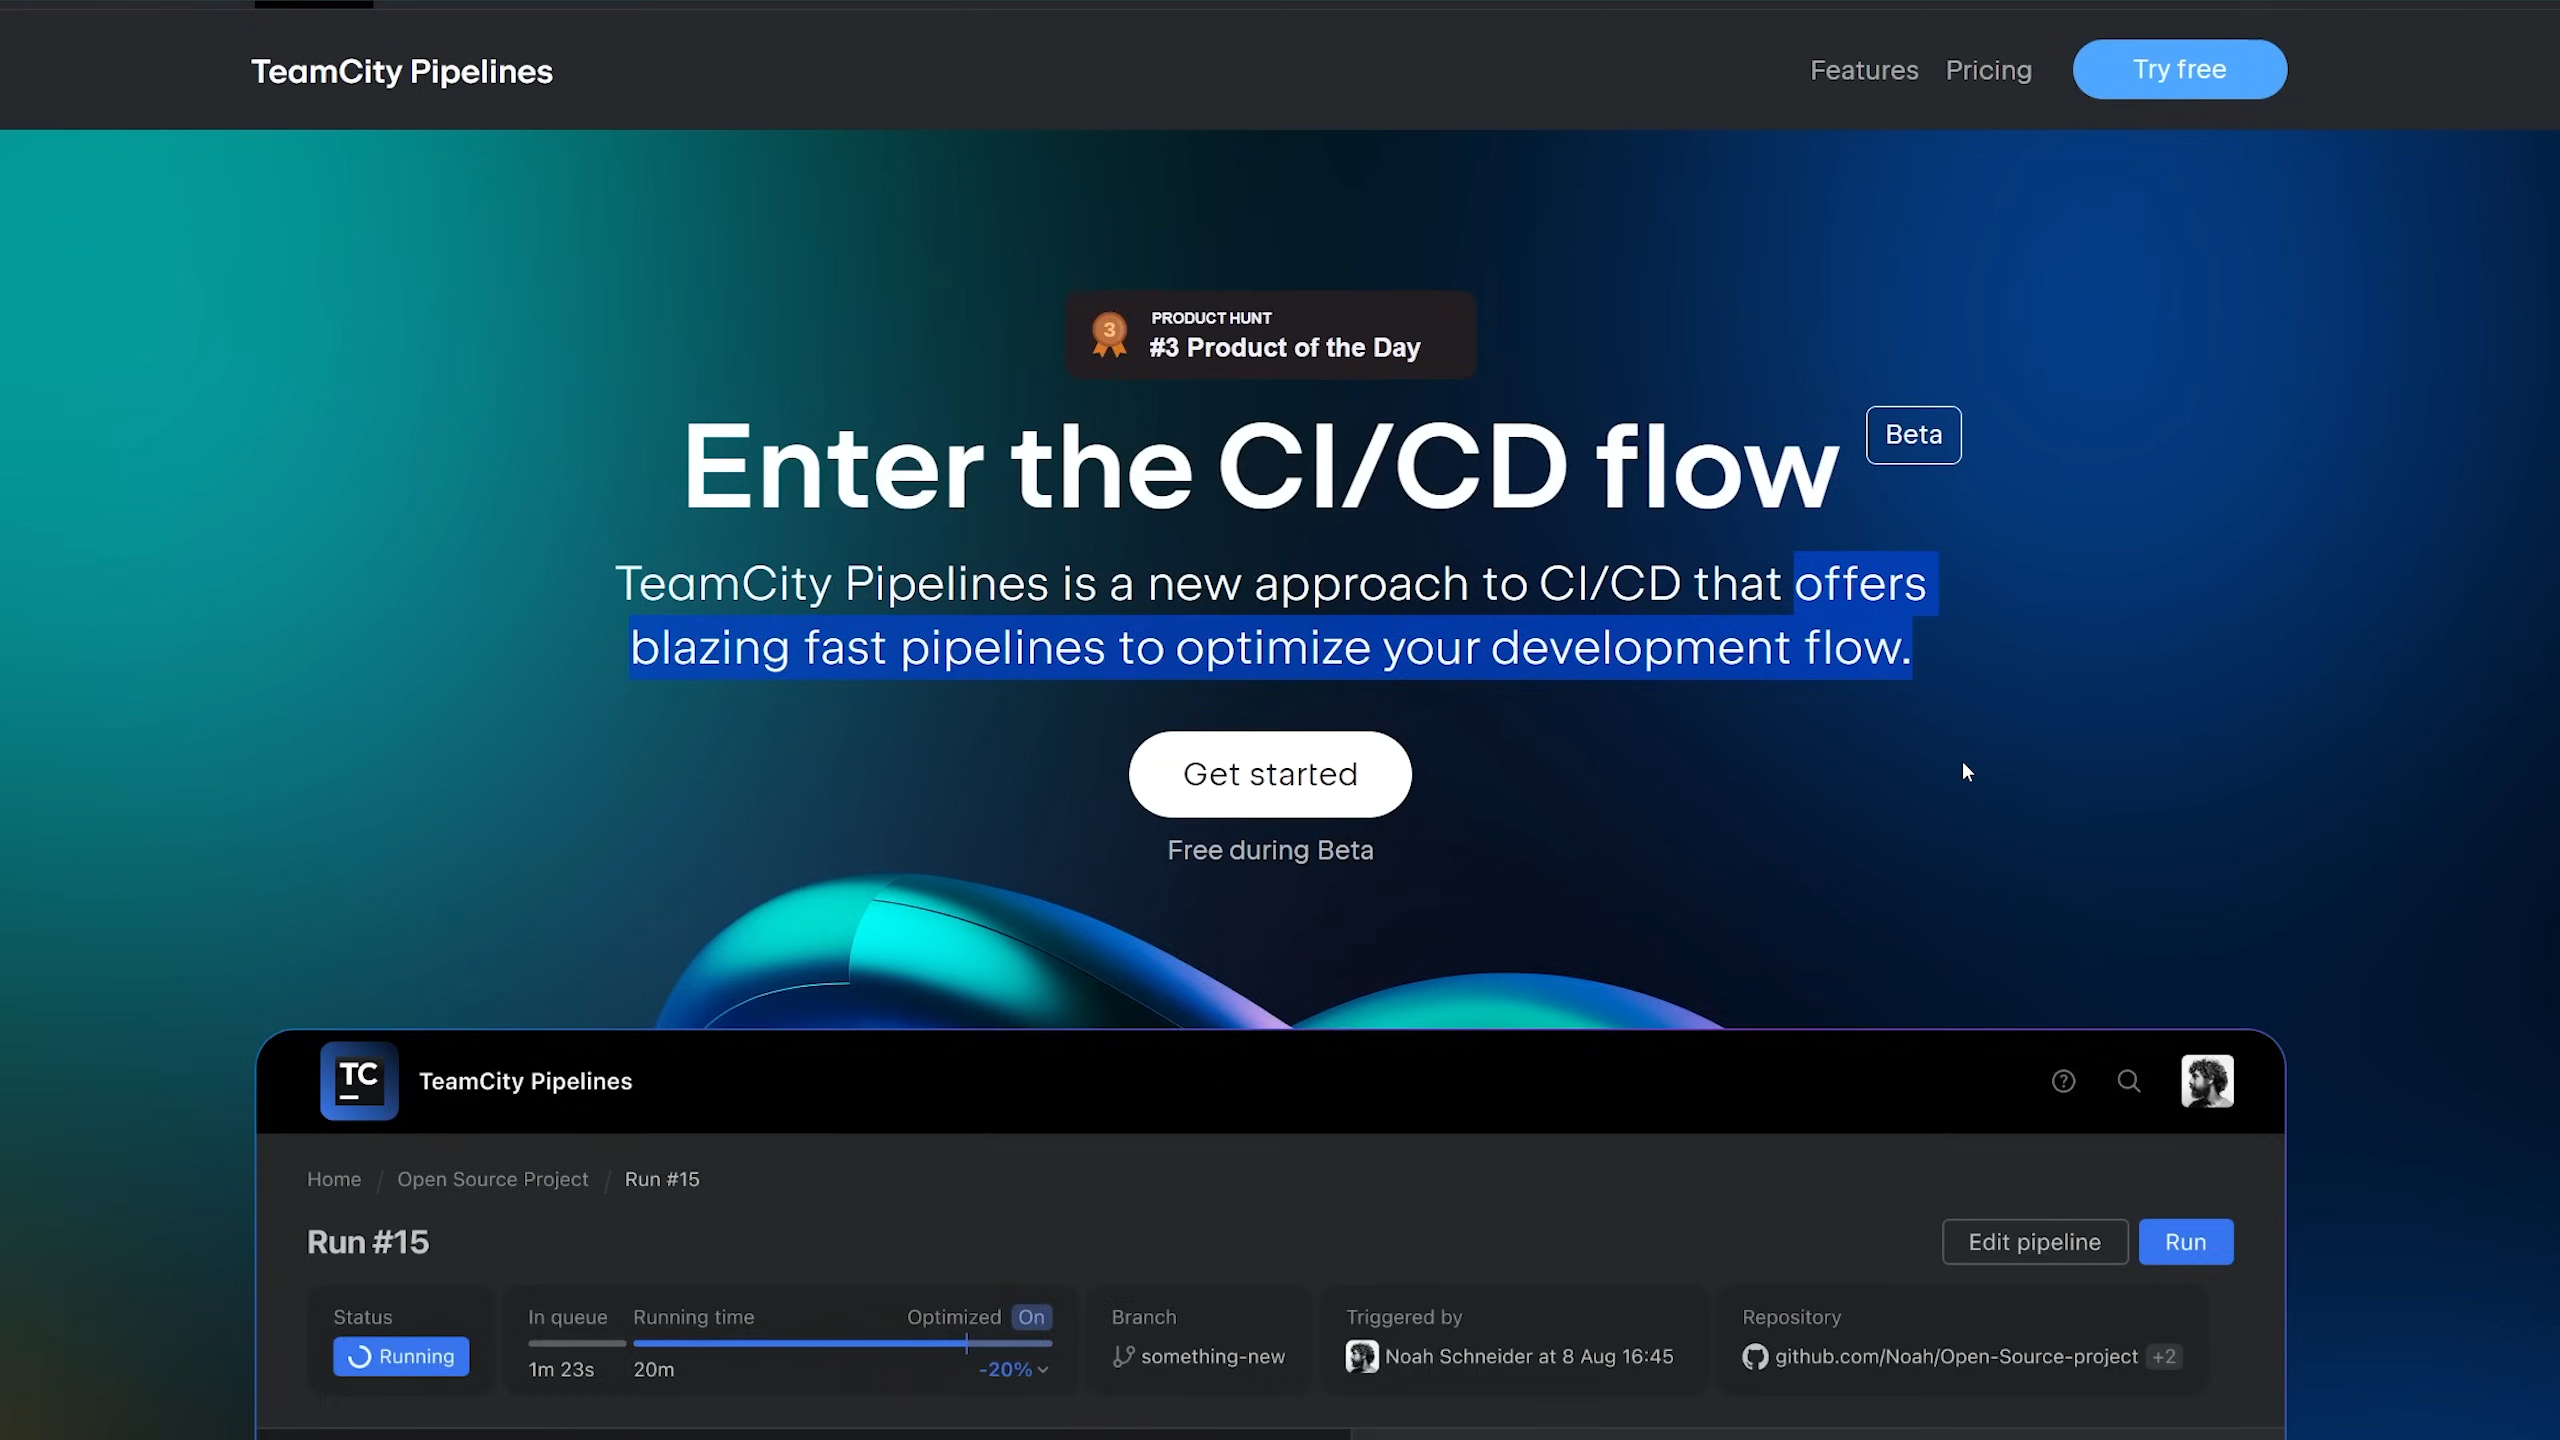 TeamCity Pipelines
Features Pricing Try free
3
PRODUCT HUNT
#3 Product of the Day
Enter the CI/CD flow Beta
TeamCity Pipelines is a new approach to CI/CD that offers
blazing fast pipelines to optimize your development flow.
Get started
Free during Beta
TC TeamCity Pipelines
Home / Open Source Project / Run #15
Run #15
Edit pipeline Run
Status In queue Running time Optimized On Branch Triggered by Repository
Running 1m 23s 20m -20% something-new Noah Schneider at 8 Aug 16:45 github.com/Noah/Open-Source-project +2